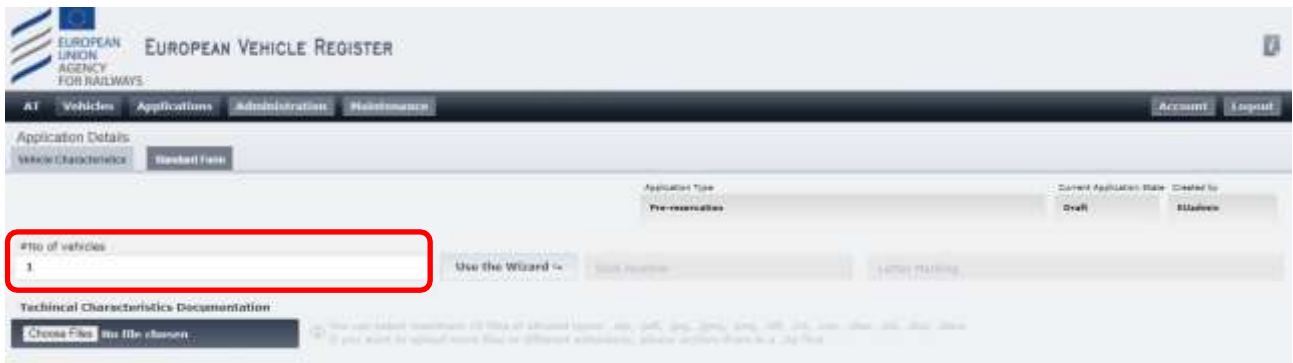 EUROPEAN
UNION
AGENCY
FOR RAILWAYS
EUROPEAN VEHICLE REGISTER
AT Vehicles Applications Administration Maintenance Account Logout
Application Details
Vehicle Characteristics Standard Form
Application Type Current Application State Created by
Pre-reservation Draft
#No of vehicles
1 Use the Wizard Letter Marking
Techincal Characteristics Documentation
Choose Files No file chosen